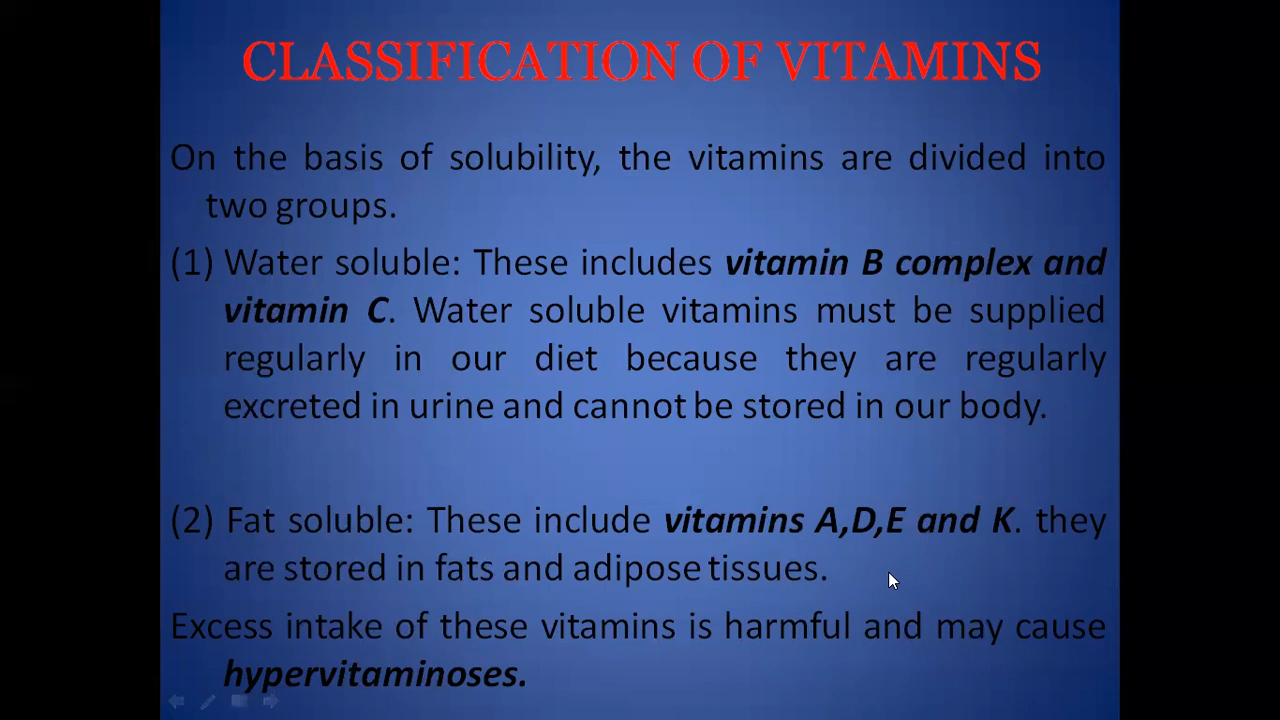 CLASSIFICATION OF VITAMINS
On the basis of solubility, the vitamins are divided into
two groups.
(1) Water soluble: These includes vitamin B complex and
vitamin C. Water soluble vitamins must be supplied
regularly in our diet because they are regularly
excreted in urine and cannot be stored in our body.
(2) Fat soluble: These include vitamins A,D,E and K. they
are stored in fats and adipose tissues.
Excess intake of these vitamins is harmful and may cause
hypervitaminoses.